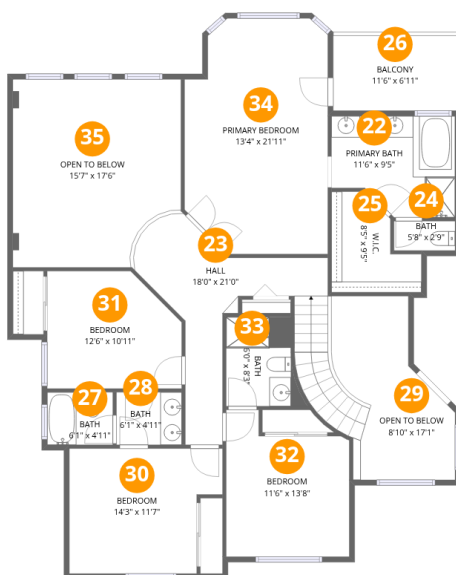 26
BALCONY
11'6" x 6'11"
34
PRIMARY BEDROOM
13'4" x 21'11"
22
PRIMARY BATH
11'6" x 9'5"
35
OPEN TO BELOW
15'7" x 17'6"
24
BATH
5'8" x 2'9"
25
W.I.C.
8'5" x 9'5"
23
HALL
18'0" x 21'0"
31
BEDROOM
12'6" x 10'11"
33
BATH
5'0" x 8'3"
27
BATH
6'1" x 4'11"
28
BATH
6'1" x 4'11"
29
OPEN TO BELOW
8'10" x 17'1"
30
BEDROOM
14'3" x 11'7"
32
BEDROOM
11'6" x 13'8"